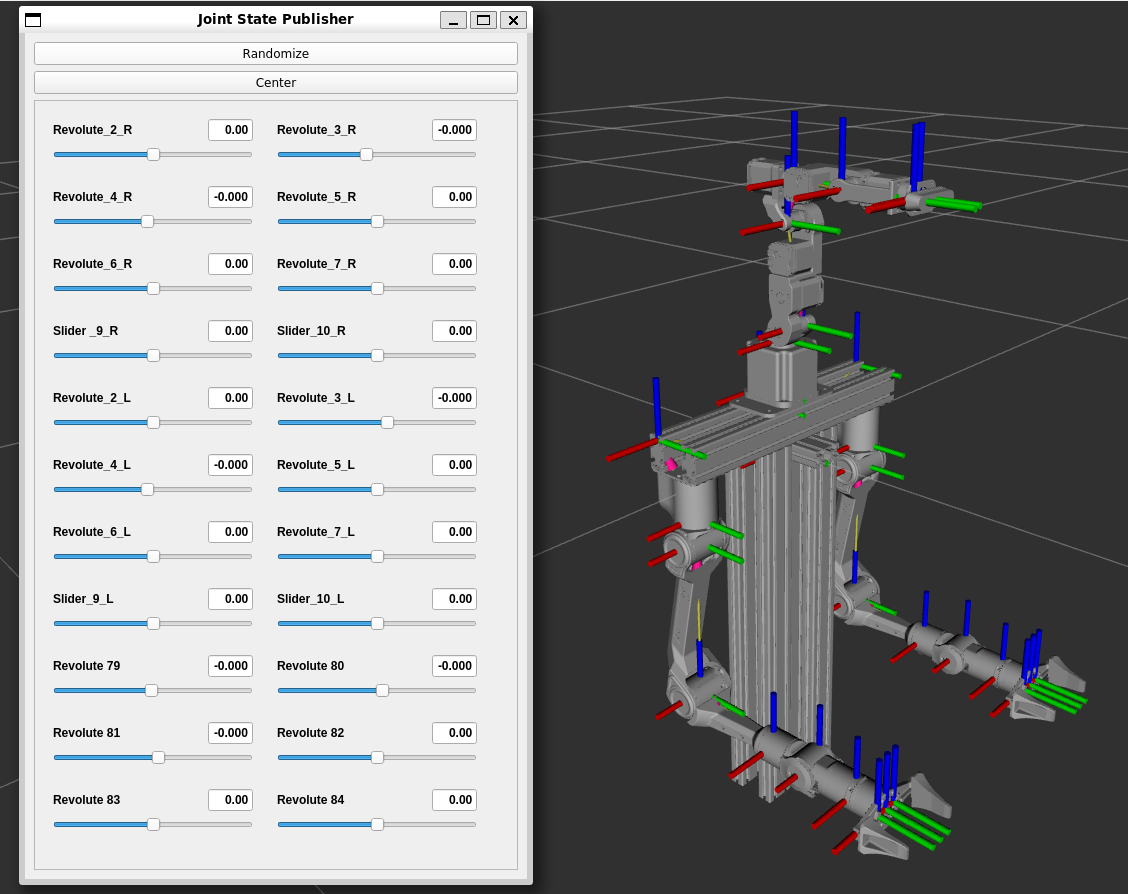 Joint State Publisher
Randomize
Center
Revolute_2_R 0.00 Revolute_3_R -0.000
Revolute_4_R -0.000 Revolute_5_R 0.00
Revolute_6_R 0.00 Revolute_7_R 0.00
Slider _9_R 0.00 Slider_10_R 0.00
Revolute_2_L 0.00 Revolute_3_L -0.000
Revolute_4_L -0.000 Revolute_5_L 0.00
Revolute_6_L 0.00 Revolute_7_L 0.00
Slider_9_L 0.00 Slider_10_L 0.00
Revolute 79 -0.000 Revolute 80 -0.000
Revolute 81 -0.000 Revolute 82 0.00
Revolute 83 0.00 Revolute 84 0.00